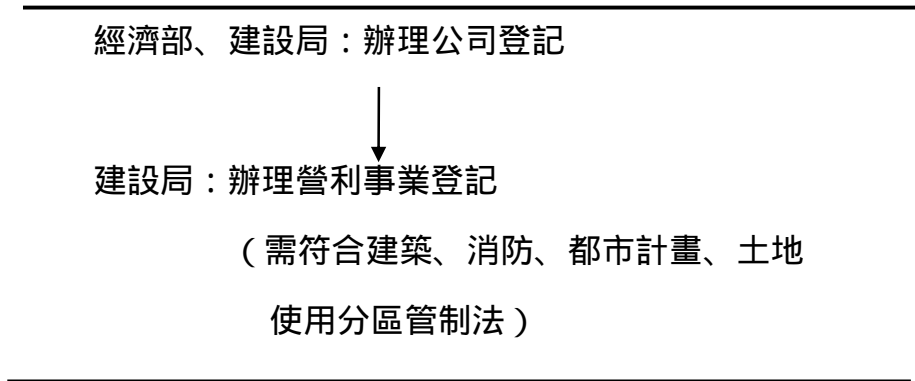 經濟部、建設局：辦理公司登記
建設局：辦理營利事業登記
（需符合建築、消防、都市計畫、土地
使用分區管制法）